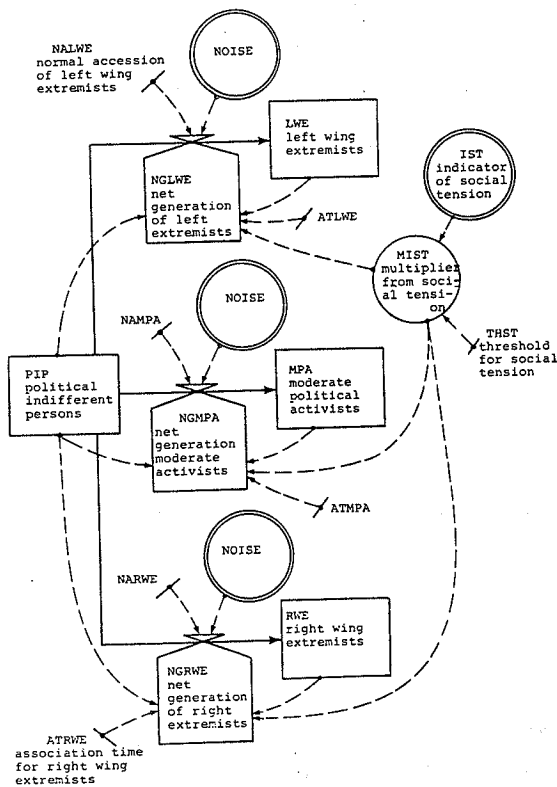 NALWE
normal accession
of left wing
extremists
NOISE
LWE
left wing
extremists
IST
indicator
of social
tension
NGLWE
net
generation
of left
extremists
ATLWE
MIST
multiplier
from soci-
al tensi-
on
NOISE
NAMPA
THST
threshold
for social
tension
PIP
political
indifferent
persons
MPA
moderate
political
activists
NGMPA
net
generation
moderate
activists
ATMPA
NOISE
NARWE
RWE
right wing
extremists
NGRWE
net
generation
of right
extremists
ATRWE
association time
for right wing
extremists